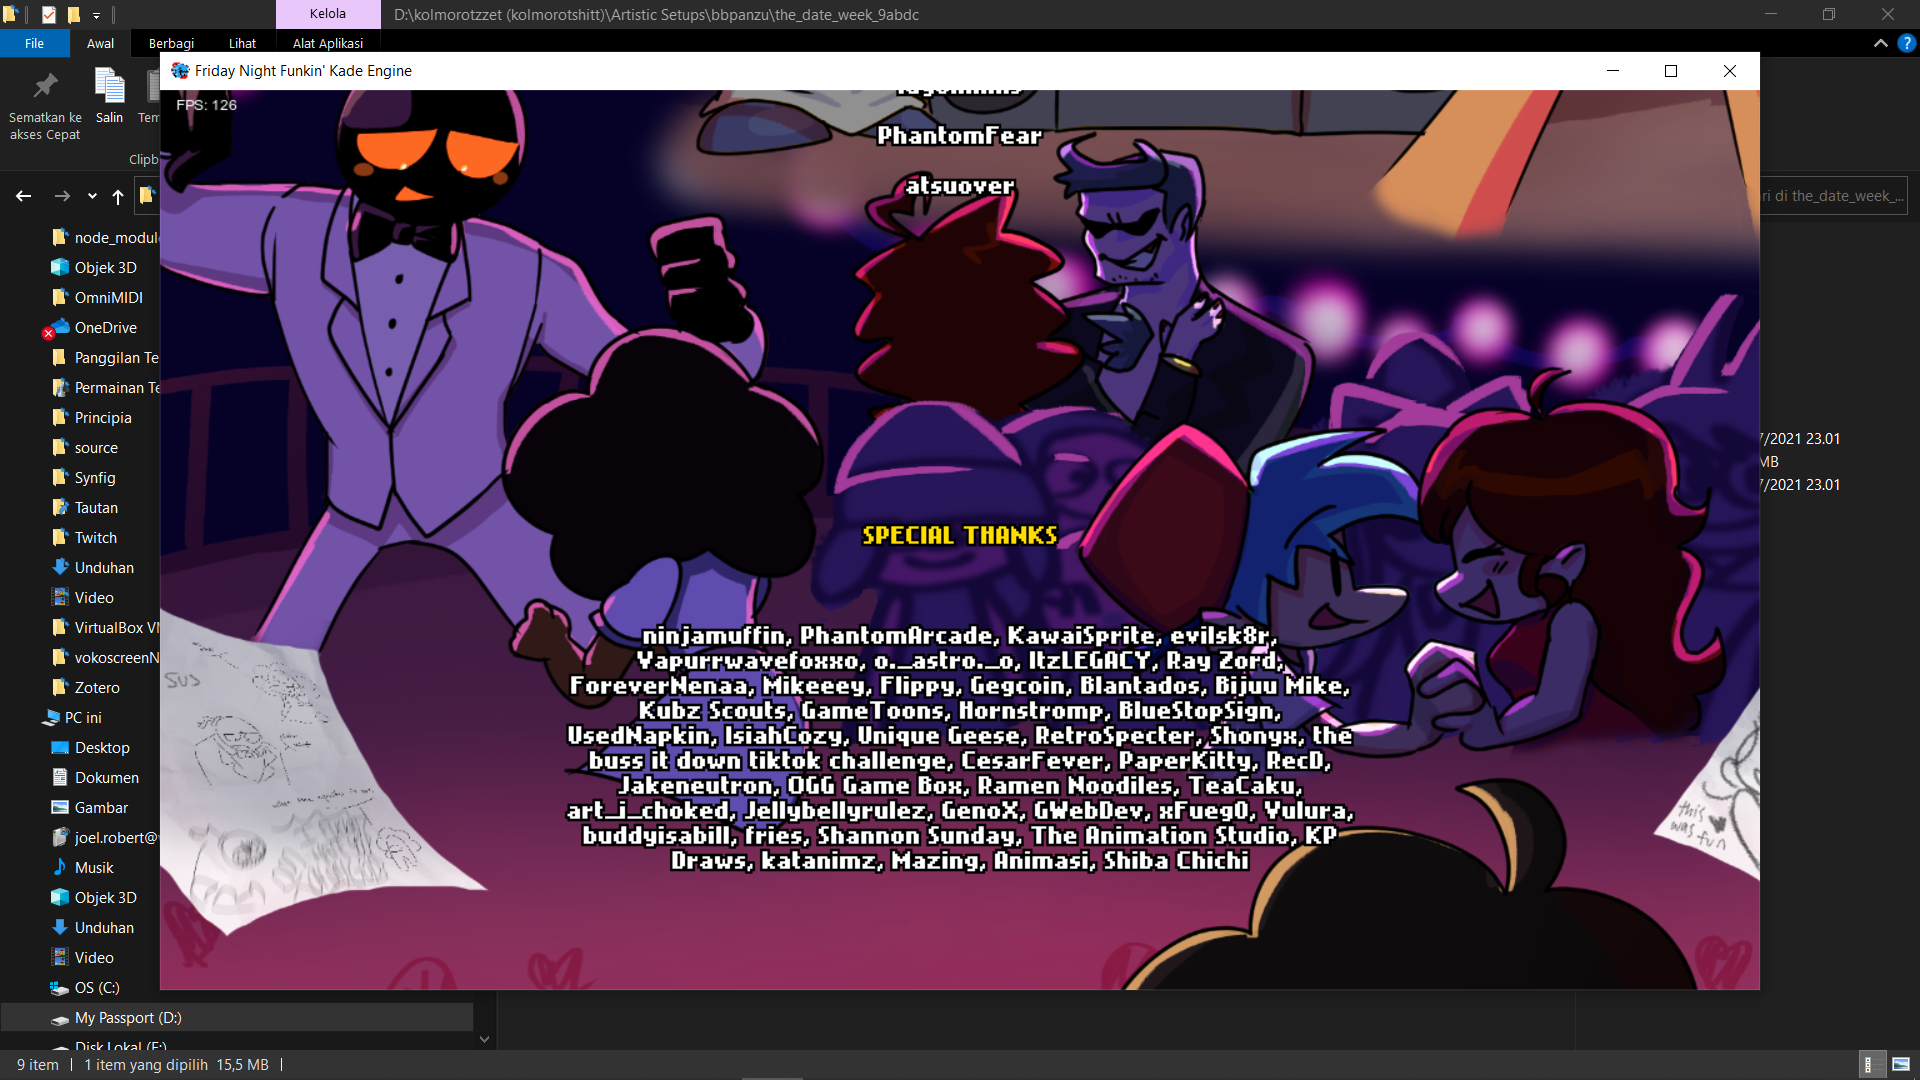 Kelola
D:\kolmorotzzet (kolmorotshitt)\Artistic Setups\bbpanzu\the_date_week_9abdc
File
Awal
Berbagi
Lihat
Alat Aplikasi
Friday Night Funkin' Kade Engine
FPS: 126
Sematkan ke
akses Cepat
Salin
Tem
Clipb
ri di the_date_week_...
PhantomFear
atsuover
SPECIAL THANKS
ninjamuffin, PhantomArcade, KawaiSprite, evilsk8r,
Vapurrwavefoxxo, o._astro._o, ItzLEGACY, Ray Zord,
ForeverNenaa, Mikeeey, Flippy, Gegcoin, Blantados, Bijuu Mike,
Kubz Scouts, GameToons, Hornstromp, BlueStopSign,
UsedNapkin, IsiahCozy, Unique Geese, RetroSpecter, Shonyx, the
buss it down tiktok challenge, CesarFever, PaperKitty, RecD,
Jakeneutron, OGG Game Box, Ramen Noodiles, TeaCaku,
art_i_choked, Jellybellyrulez, GenoX, GWebDev, xFueg0, Yulura,
buddyisabill, fries, Shannon Sunday, The Animation Studio, KP
Draws, katanimz, Mazing, Animasi, Shiba Chichi
SUS
this
was fun
node_modul
Objek 3D
OmniMIDI
OneDrive
Panggilan Te
Permainan Te
Principia
source
Synfig
Tautan
Twitch
Unduhan
Video
VirtualBox VM
vokoscreenN
Zotero
PC ini
Desktop
Dokumen
Gambar
joel.robert@
Musik
Objek 3D
Unduhan
Video
OS (C:)
My Passport (D:)
Disk Lokal (F:)
/2021 23.01
MB
/2021 23.01
9 item
1 item yang dipilih 15,5 MB